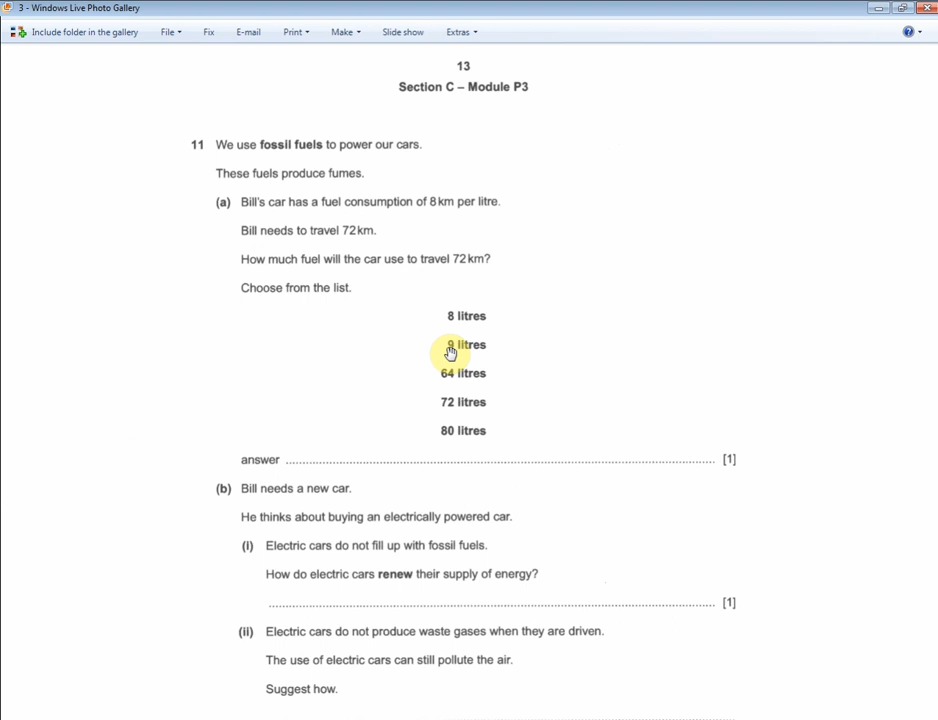 3 - Windows Live Photo Gallery
Include folder in the gallery File Fix E-mail Print Make Slide show Extras
13
Section C – Module P3
11 We use fossil fuels to power our cars.
These fuels produce fumes.
(a) Bill's car has a fuel consumption of 8 km per litre.
Bill needs to travel 72 km.
How much fuel will the car use to travel 72 km?
Choose from the list.
8 litres
9 litres
64 litres
72 litres
80 litres
answer ................................................ [1]
(b) Bill needs a new car.
He thinks about buying an electrically powered car.
(i) Electric cars do not fill up with fossil fuels.
How do electric cars renew their supply of energy?
................................................ [1]
(ii) Electric cars do not produce waste gases when they are driven.
The use of electric cars can still pollute the air.
Suggest how.